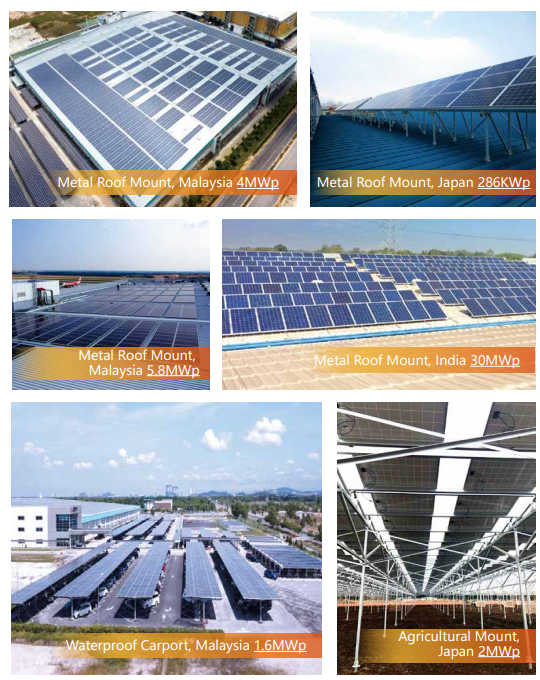 Metal Roof Mount, Malaysia 4MWp
Metal Roof Mount, Japan 286KWp
Metal Roof Mount,
Malaysia 5.8MWp
Metal Roof Mount, India 30MWp
Waterproof Carport, Malaysia 1.6MWp
Agricultural Mount,
Japan 2MWp